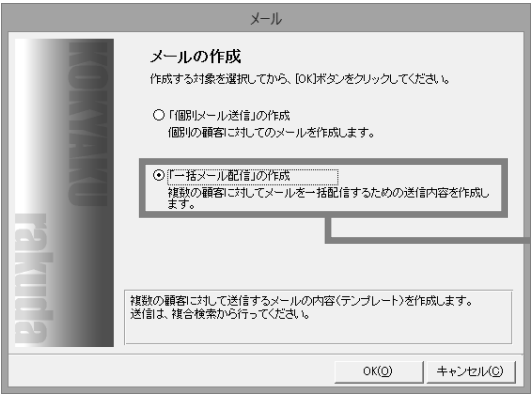 メール
メールの作成
作成する対象を選択してから、[OK]ボタンをクリックしてください。
「個別メール送信」の作成
個別の顧客に対してのメールを作成します。
「一括メール配信」の作成
複数の顧客に対してメールを一括配信するための送信内容を作成し
ます。
KOKYAKU
rakuda
複数の顧客に対して送信するメールの内容(テンプレート)を作成します。
送信は、複合検索から行ってください。
OK(O)
キャンセル(C)